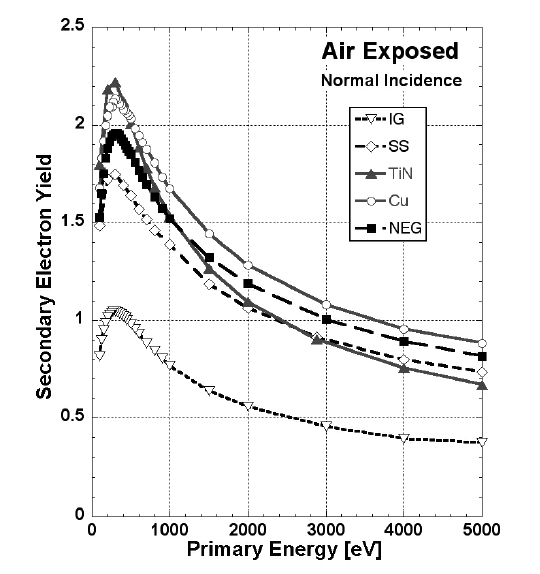 Air Exposed
Normal Incidence
IG
SS
TiN
Cu
NEG
Secondary Electron Yield
2.5
2
1.5
1
0.5
0
0 1000 2000 3000 4000 5000
Primary Energy [eV]